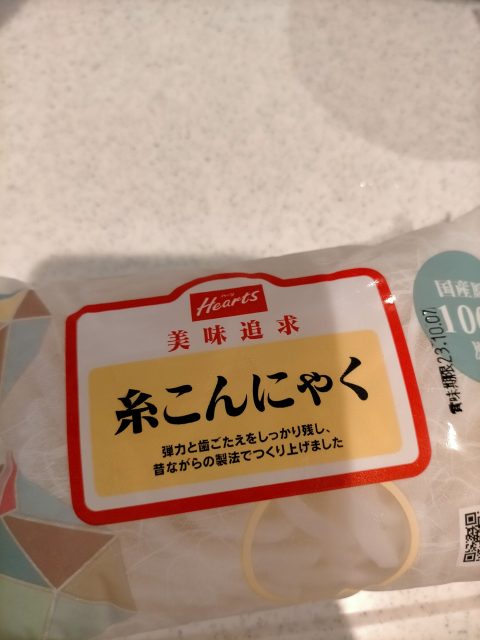 Hearts
美味追求
糸こんにゃく
弾力と歯ごたえをしっかり残し、
昔ながらの製法でつくり上げました
国産
100
賞味期限23.10.07